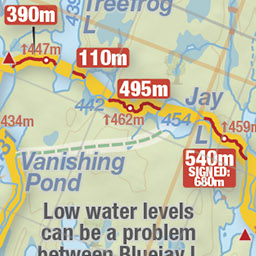 Treefrog
L
439
390m
↑447m
110m
495m
442
↑462m
Jay
L
454
↑459m
434m
540m
SIGNED:
680m
Vanishing
Pond
Low water levels
can be a problem
between Bluejay L